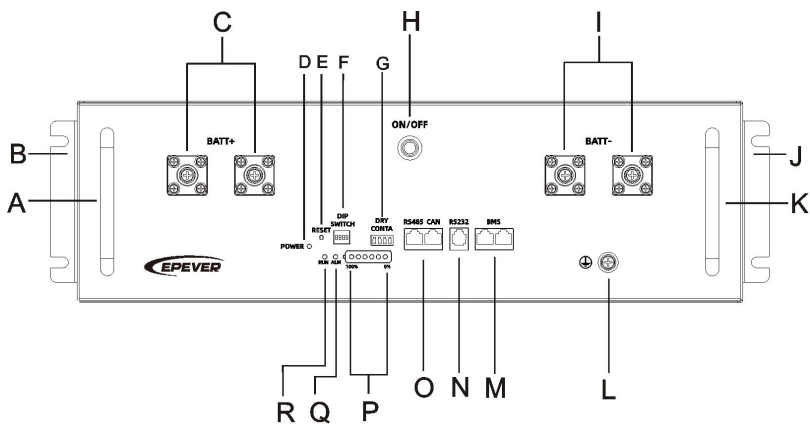 C
D E F G
H
I
B
A
J
K
BATT+
ON/OFF
BATT-
DIP
SWITCH
RESET
POWER
DRY
CONTA
RS485 CAN RS232 BMS
RUN ALM
100% 0%
EPEVER
R Q P O N M L